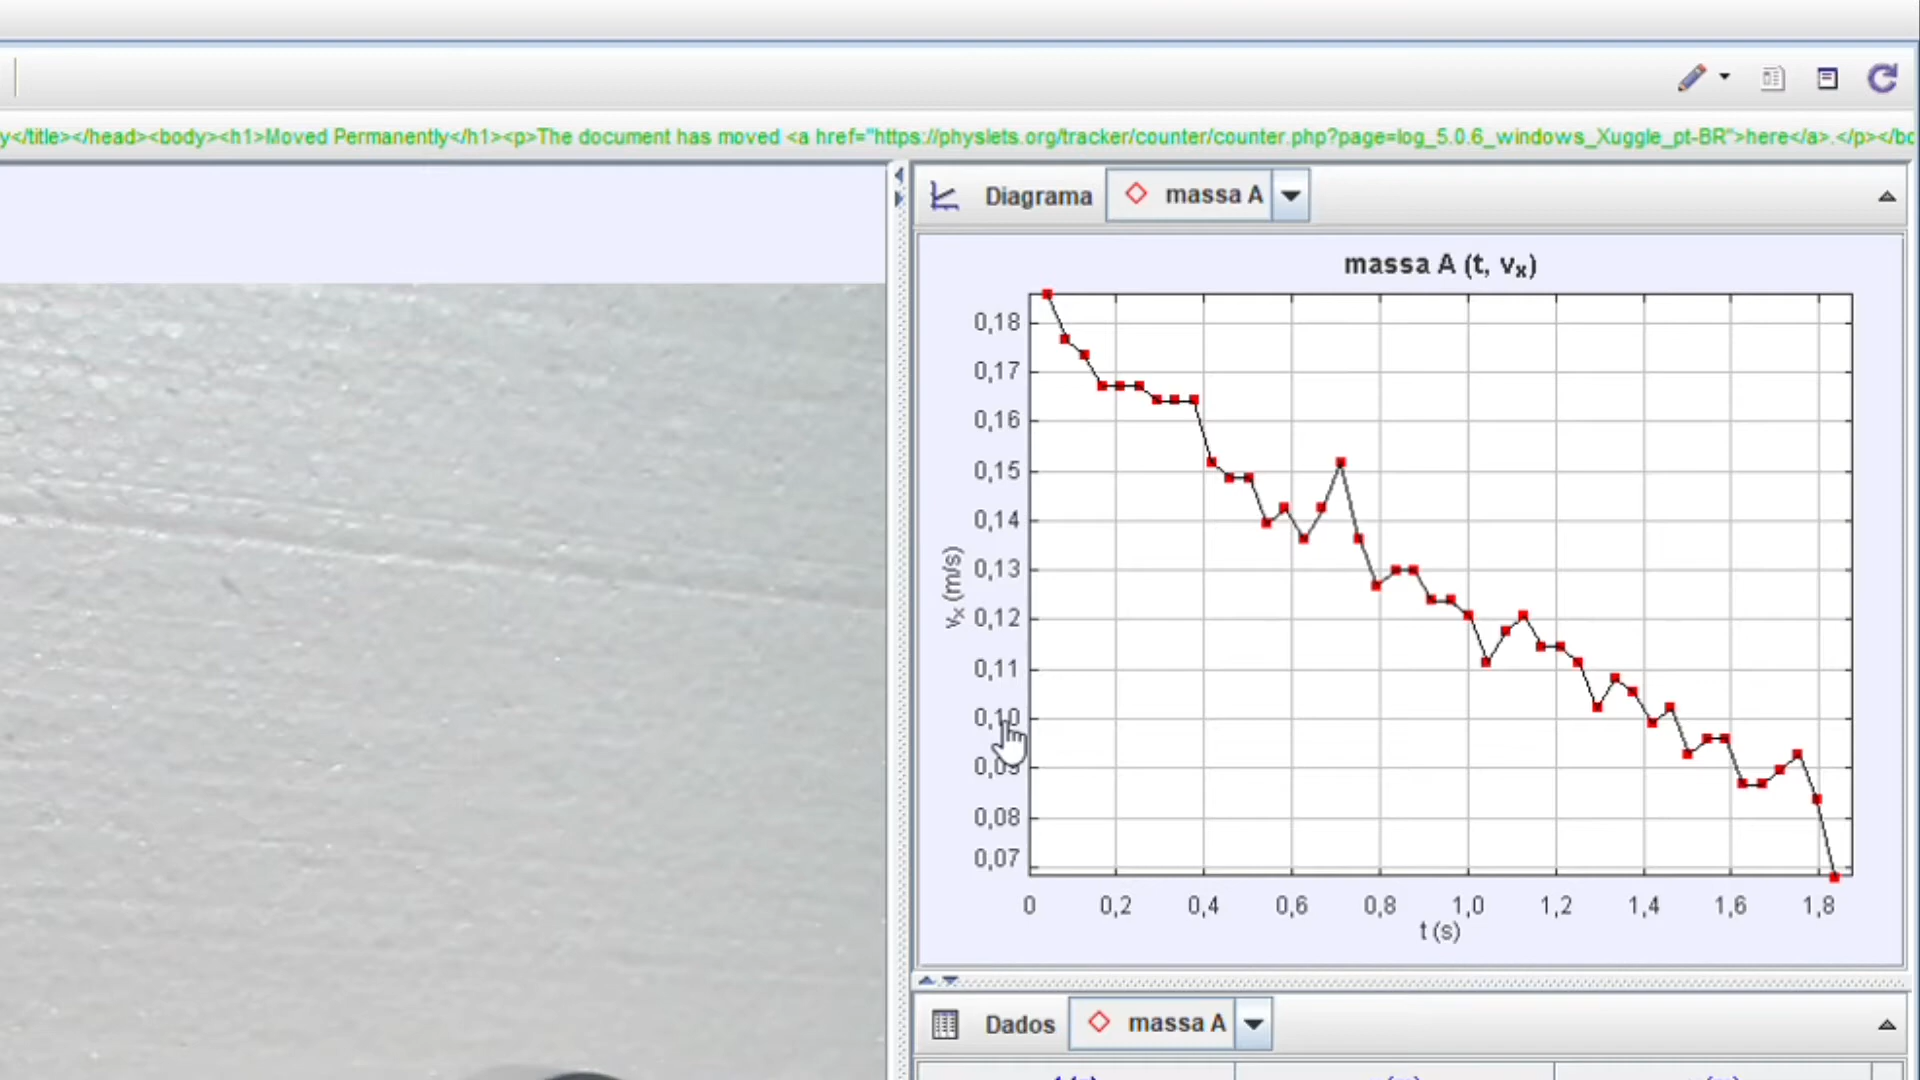 y</title></head><body><h1>Moved Permanently</h1><p>The document has moved <a href="https://physlets.org/tracker/counter/counter.php?page=log_5.0.6_windows_Xuggle_pt-BR">here</a>.</p></bo
Diagrama massa A
massa A (t, vx)
0,18
0,17
0,16
0,15
0,14
0,13
0,12
0,11
0,10
0,09
0,08
0,07
vx (m/s)
0 0,2 0,4 0,6 0,8 1,0 1,2 1,4 1,6 1,8
t (s)
Dados massa A